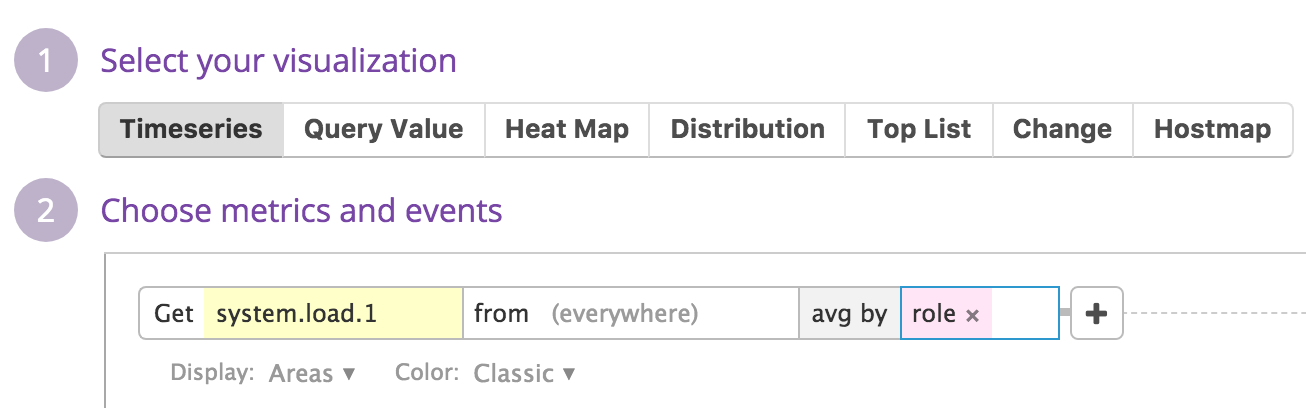 1 Select your visualization
Timeseries Query Value Heat Map Distribution Top List Change Hostmap
2 Choose metrics and events
Get system.load.1 from (everywhere) avg by role × +
Display: Areas ▼ Color: Classic ▼